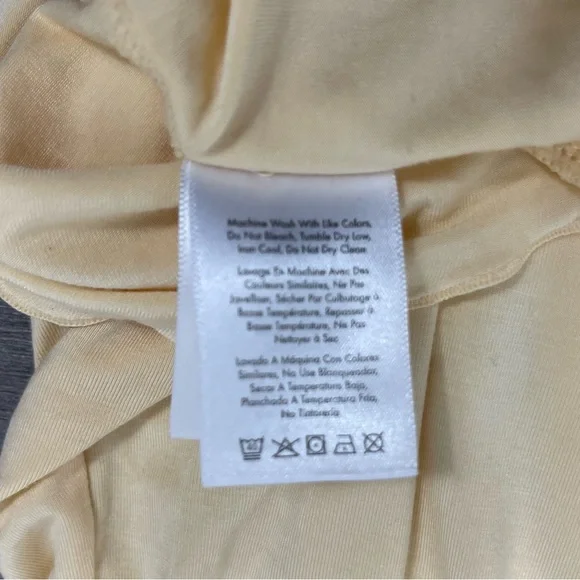 Machine Wash With Like Colors,
Do Not Bleach, Tumble Dry Low,
Iron Cool, Do Not Dry Clean
Lavage En Machine Avec Des
Couleurs Similaires, Ne Pas
Javelliser, Sécher Par Culbutage à
Basse Température, Repasser à
Basse Température, Ne Pas
Nettoyer à Sec
Lavado A Máquina Con Colores
Similares, No Use Blanqueador,
Secar A Temperatura Baja,
Planchada A Temperatura Fría,
No Tintorería